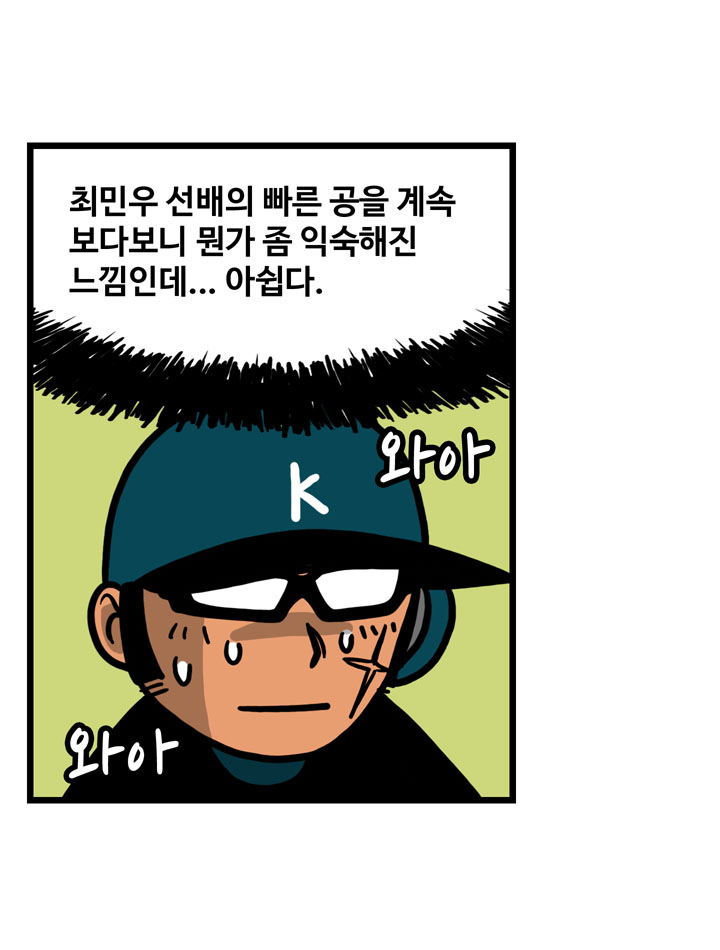 최민우 선배의 빠른 공을 계속
보다보니 뭔가 좀 익숙해진
느낌인데... 아쉽다.
와아
K
와아